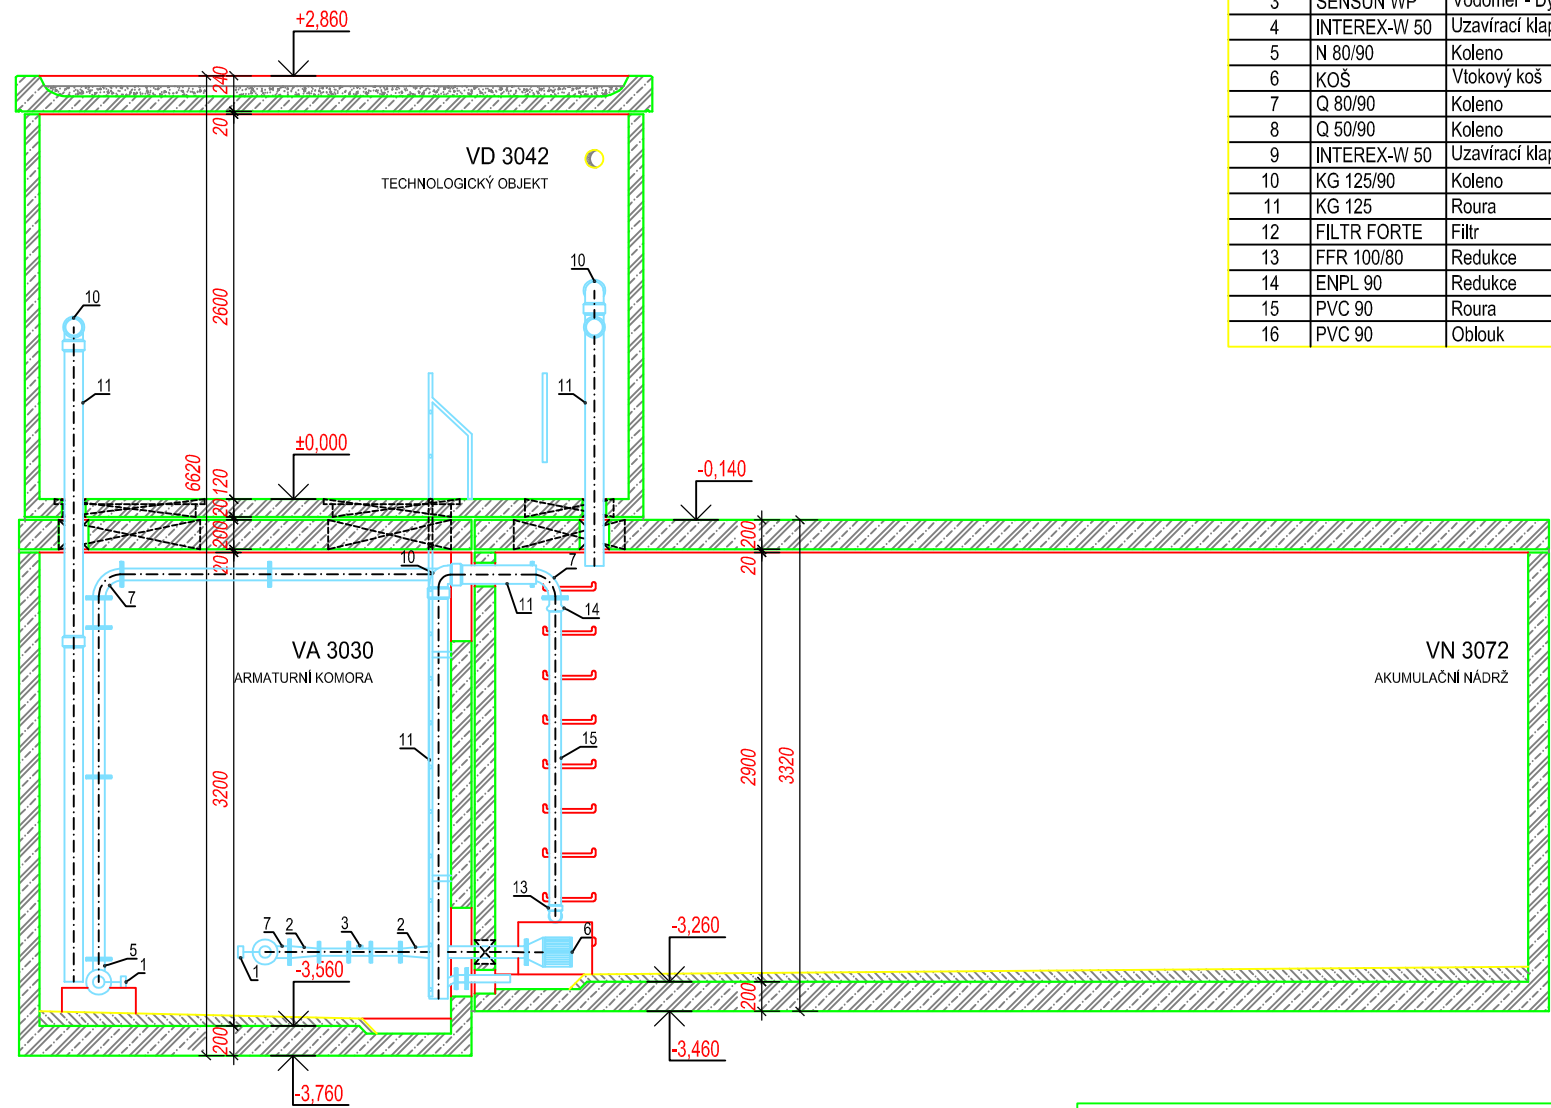 +2,860
3 SENSUN WP Vodoměr - Dy
4 INTEREX-W 50 Uzavírací klap
5 N 80/90 Koleno
6 KOŠ Vtokový koš
7 Q 80/90 Koleno
8 Q 50/90 Koleno
9 INTEREX-W 50 Uzavírací klap
10 KG 125/90 Koleno
11 KG 125 Roura
12 FILTR FORTE Filtr
13 FFR 100/80 Redukce
14 ENPL 90 Redukce
15 PVC 90 Roura
16 PVC 90 Oblouk
240
20
VD 3042
TECHNOLOGICKÝ OBJEKT
10
10
2600
11
11
±0,000
6620
120
20
-0,140
200
20
200
20
10
7
7
11
14
VA 3030
ARMATURNÍ KOMORA
VN 3072
AKUMULAČNÍ NÁDRŽ
11
15
3200
2900
3320
13
7
2
3
2
6
5
1
1
-3,260
-3,560
200
200
-3,460
-3,760